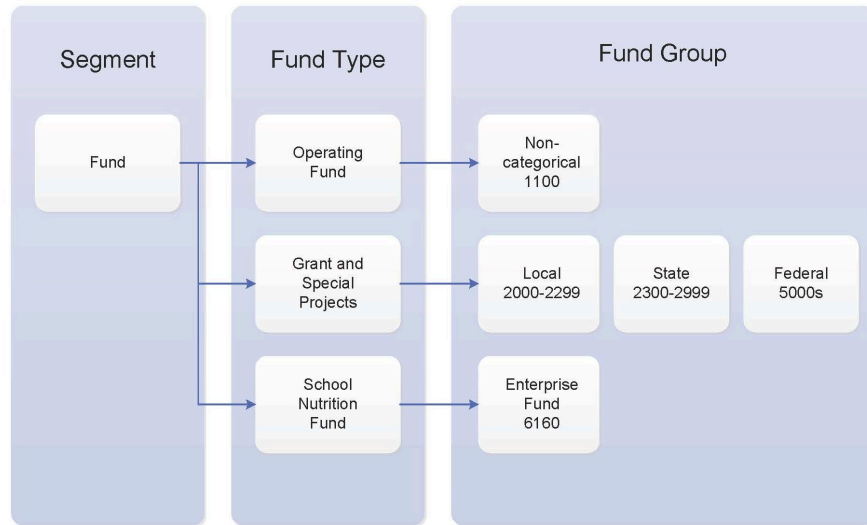 Segment
Fund Type
Fund Group
Fund
Operating
Fund
Non-
categorical
1100
Grant and
Special
Projects
Local
2000-2299
State
2300-2999
Federal
5000s
School
Nutrition
Fund
Enterprise
Fund
6160